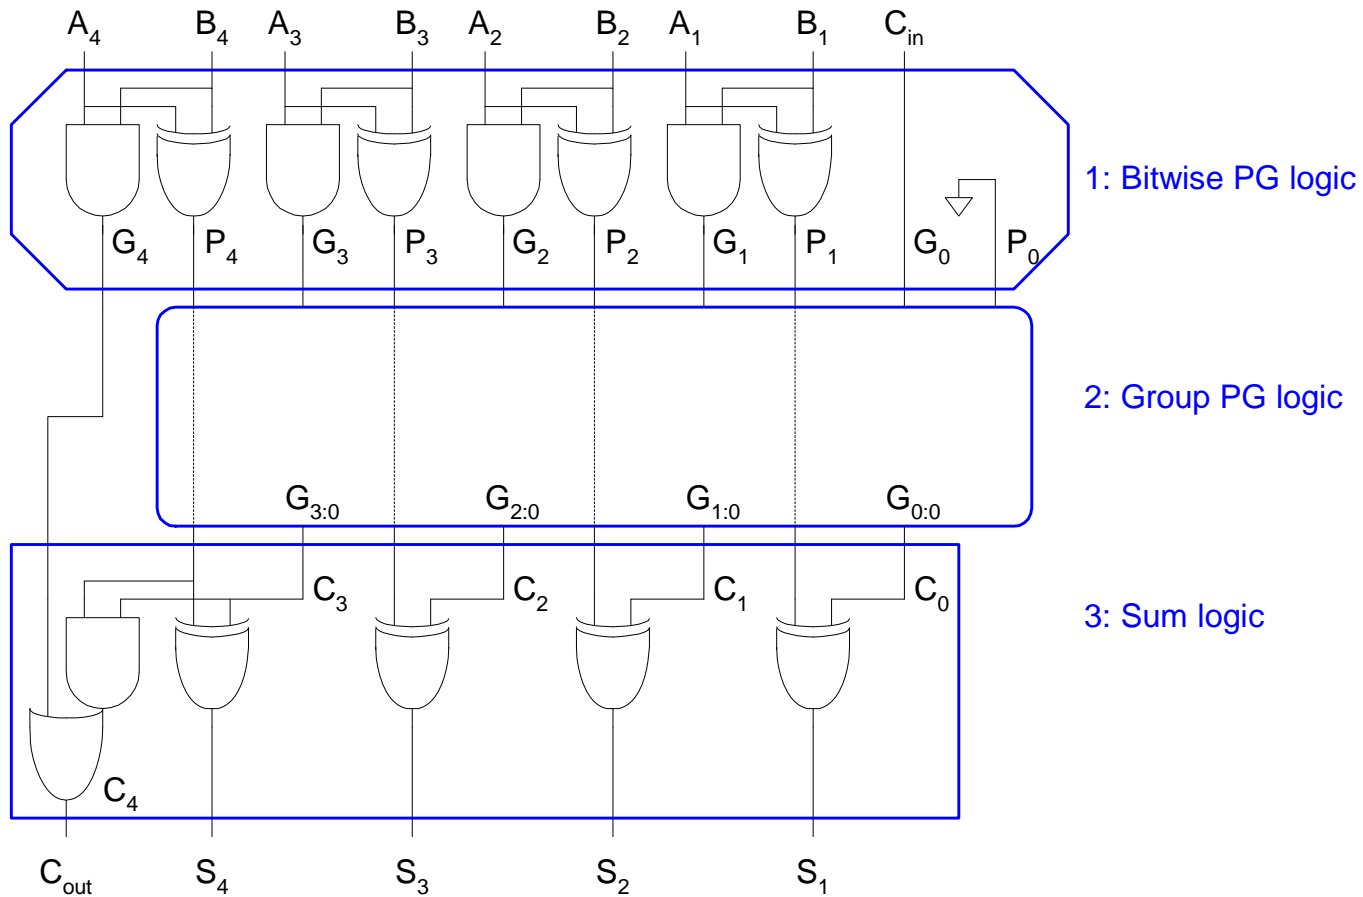 A4 B4 A3 B3 A2 B2 A1 B1 Cin
1: Bitwise PG logic
G4 P4 G3 P3 G2 P2 G1 P1 G0 P0
2: Group PG logic
G3:0 G2:0 G1:0 G0:0
C3 C2 C1 C0
3: Sum logic
C4
Cout S4 S3 S2 S1